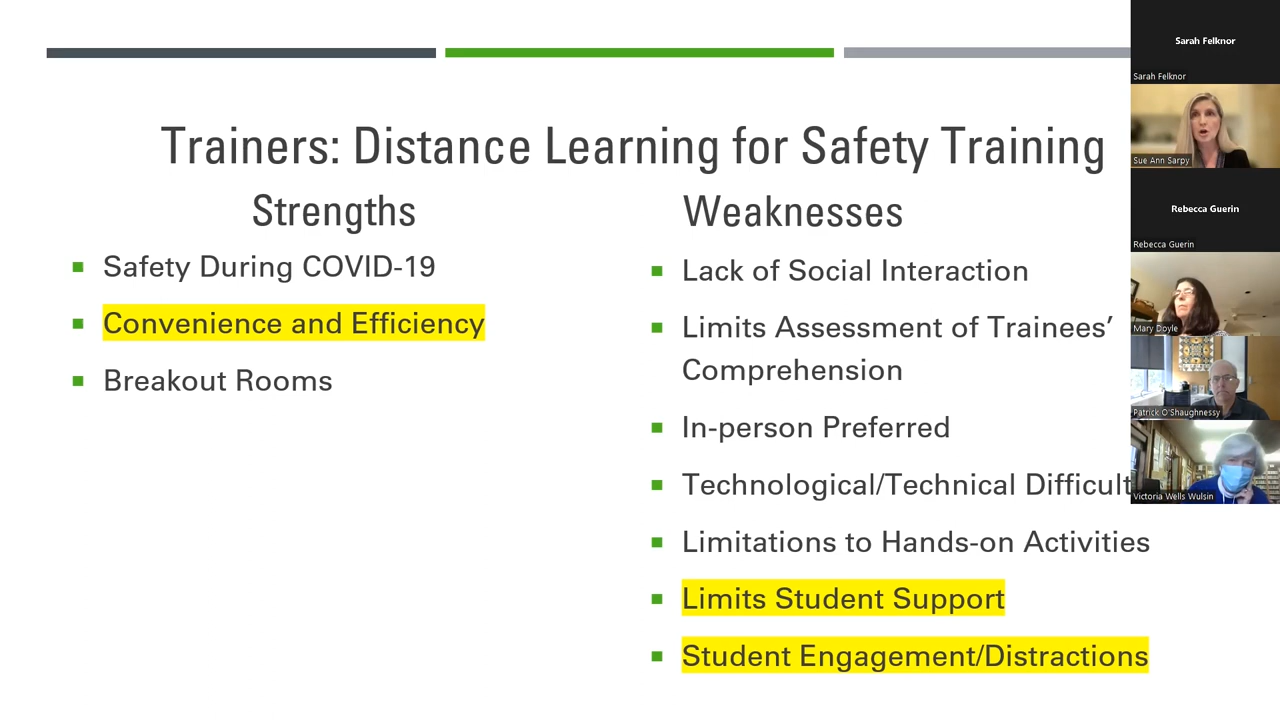 Trainers: Distance Learning for Safety Training
Strengths
Safety During COVID-19
Convenience and Efficiency
Breakout Rooms
Weaknesses
Lack of Social Interaction
Limits Assessment of Trainees’
Comprehension
In-person Preferred
Technological/Technical Difficult
Limitations to Hands-on Activities
Limits Student Support
Student Engagement/Distractions
Sarah Felknor
Sarah Felknor
Sue Ann Sarpy
Rebecca Guerin
Rebecca Guerin
Mary Doyle
Patrick O'Shaughnessy
Victoria Wells Wulsin